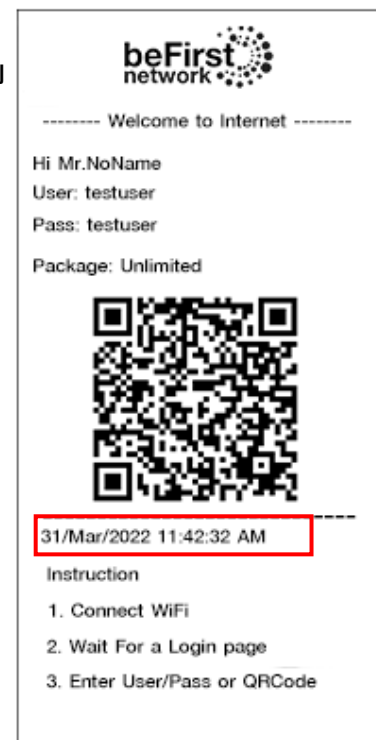 beFirst
network
-------- Welcome to Internet --------
Hi Mr.NoName
User: testuser
Pass: testuser
Package: Unlimited
31/Mar/2022 11:42:32 AM
Instruction
1. Connect WiFi
2. Wait For a Login page
3. Enter User/Pass or QRCode